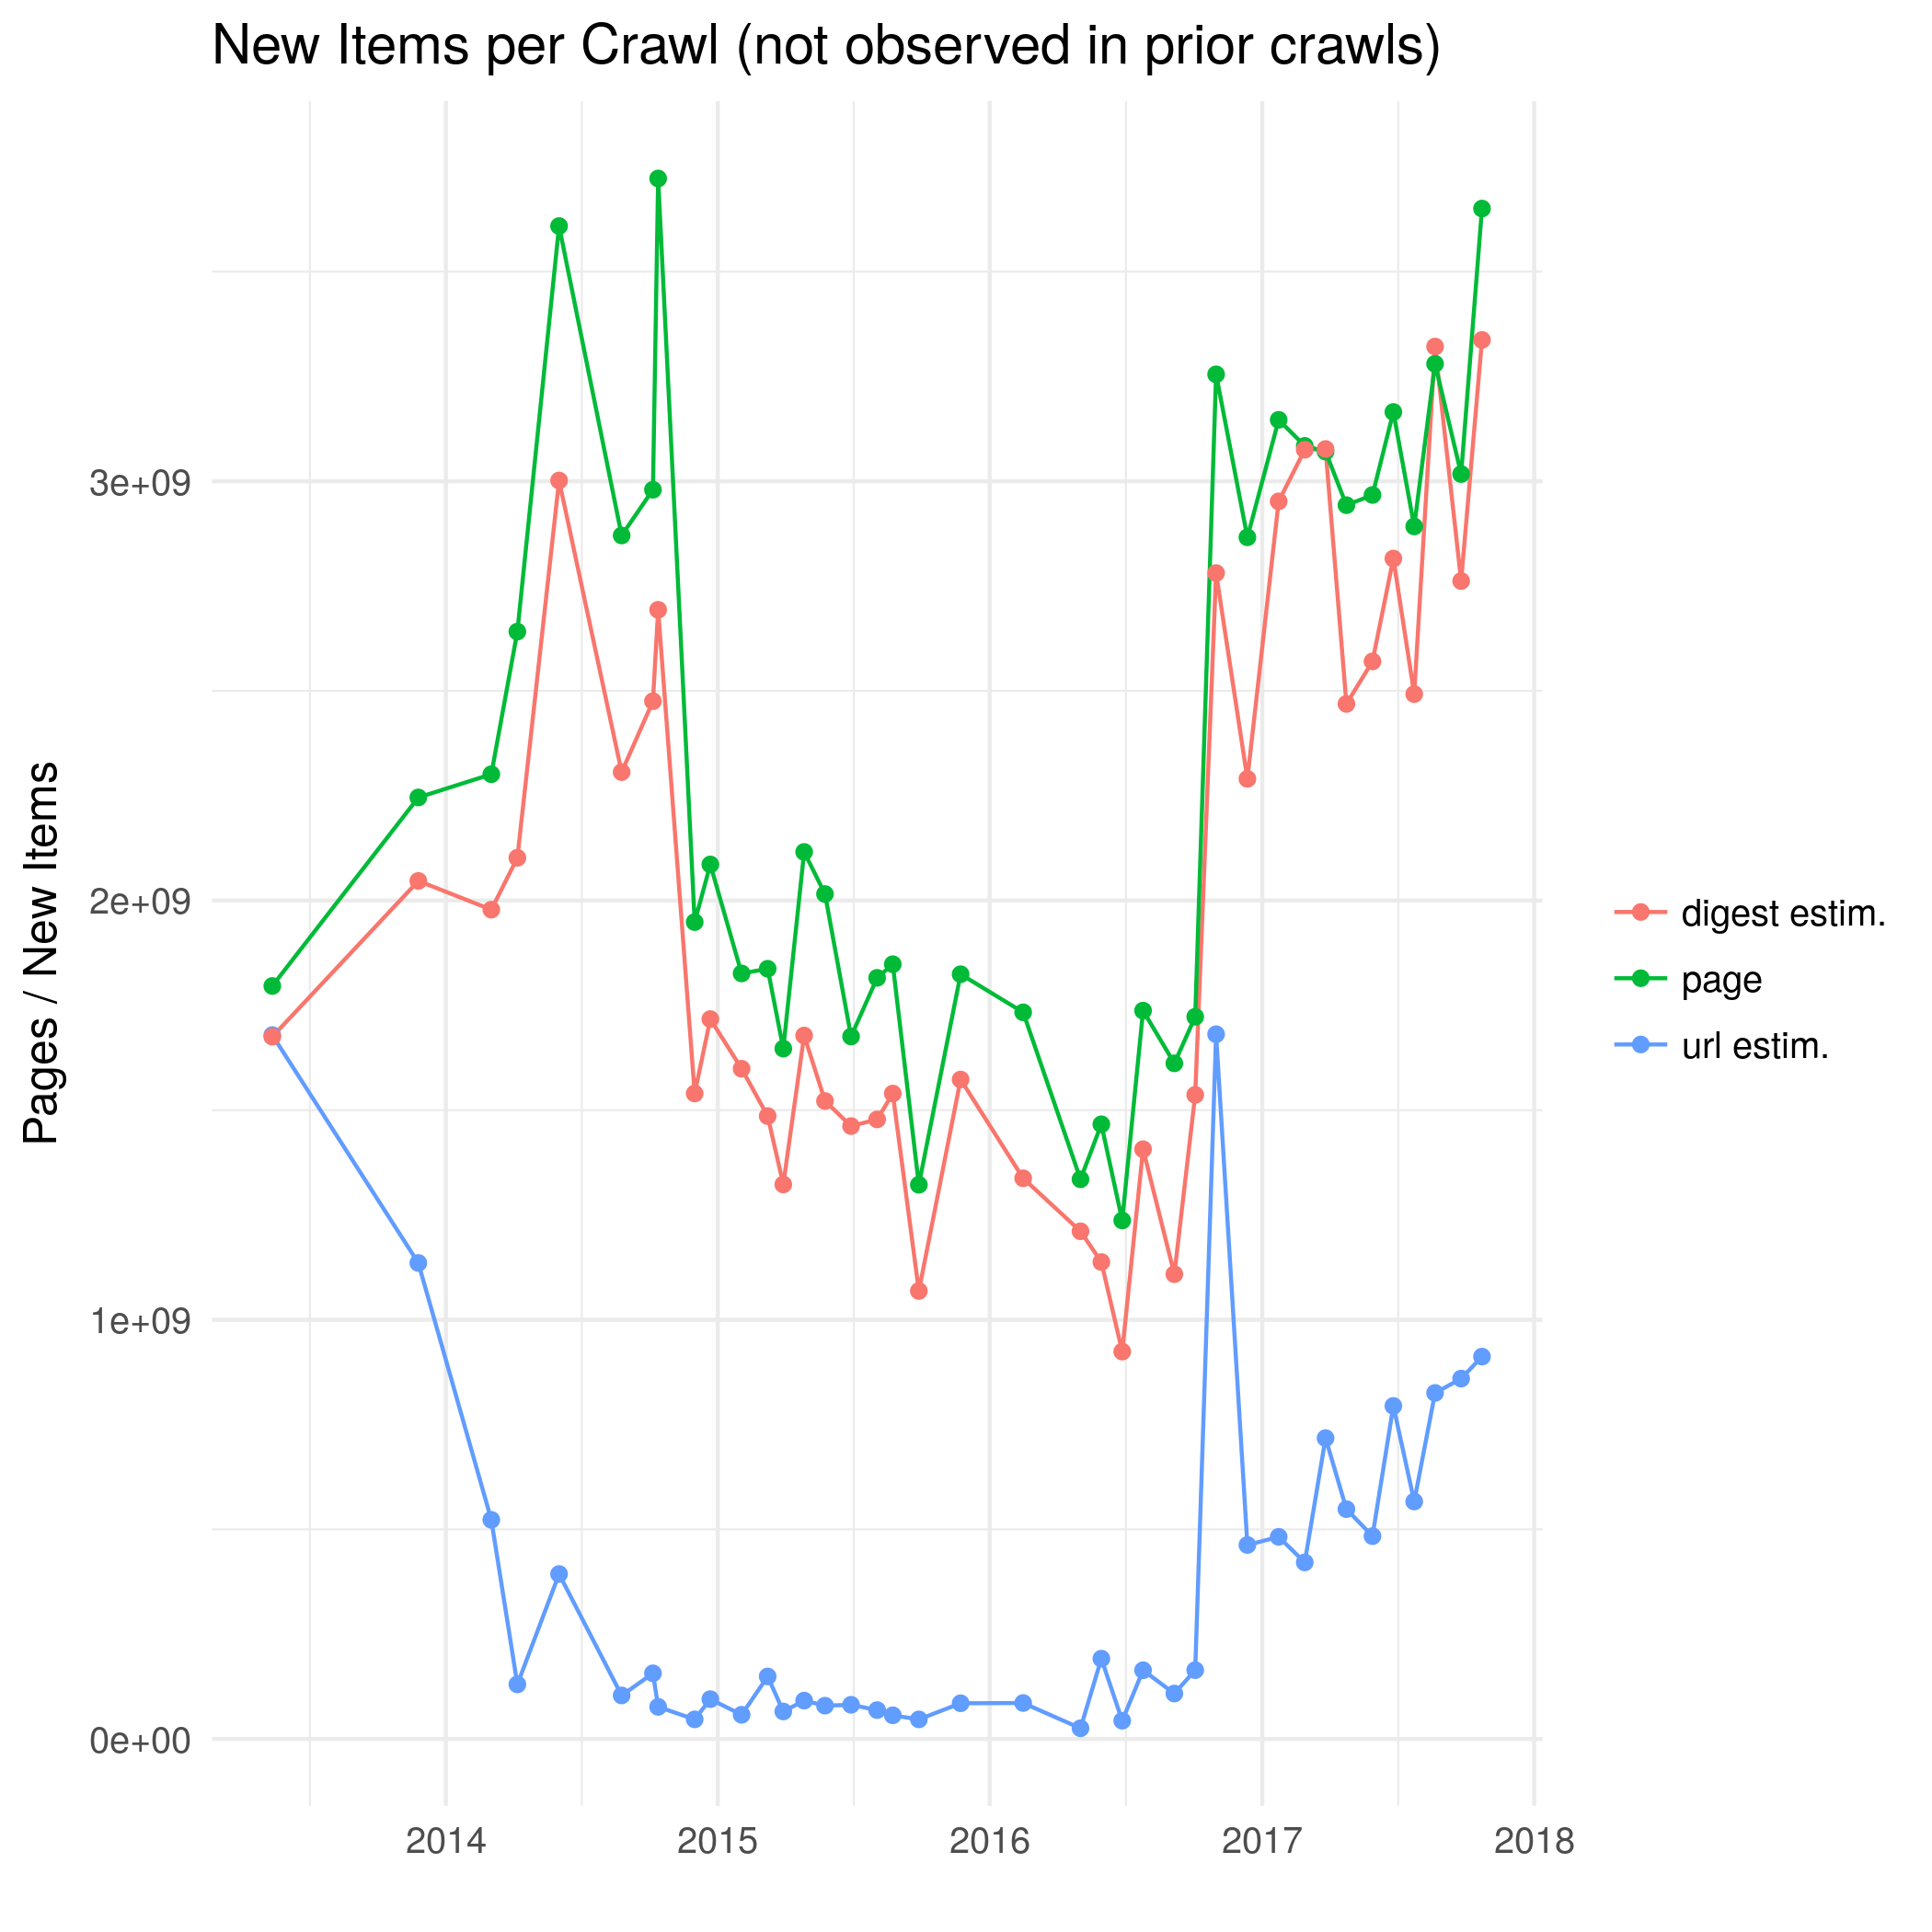 New Items per Crawl (not observed in prior crawls)
Pages / New Items
3e+09
2e+09
1e+09
0e+00
2014
2015
2016
2017
2018
digest estim.
page
url estim.